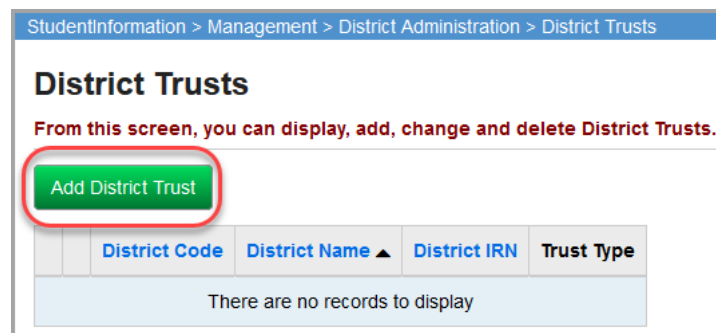 StudentInformation > Management > District Administration > District Trusts
District Trusts
From this screen, you can display, add, change and delete District Trusts.
Add District Trust
District Code District Name ▲ District IRN Trust Type
There are no records to display